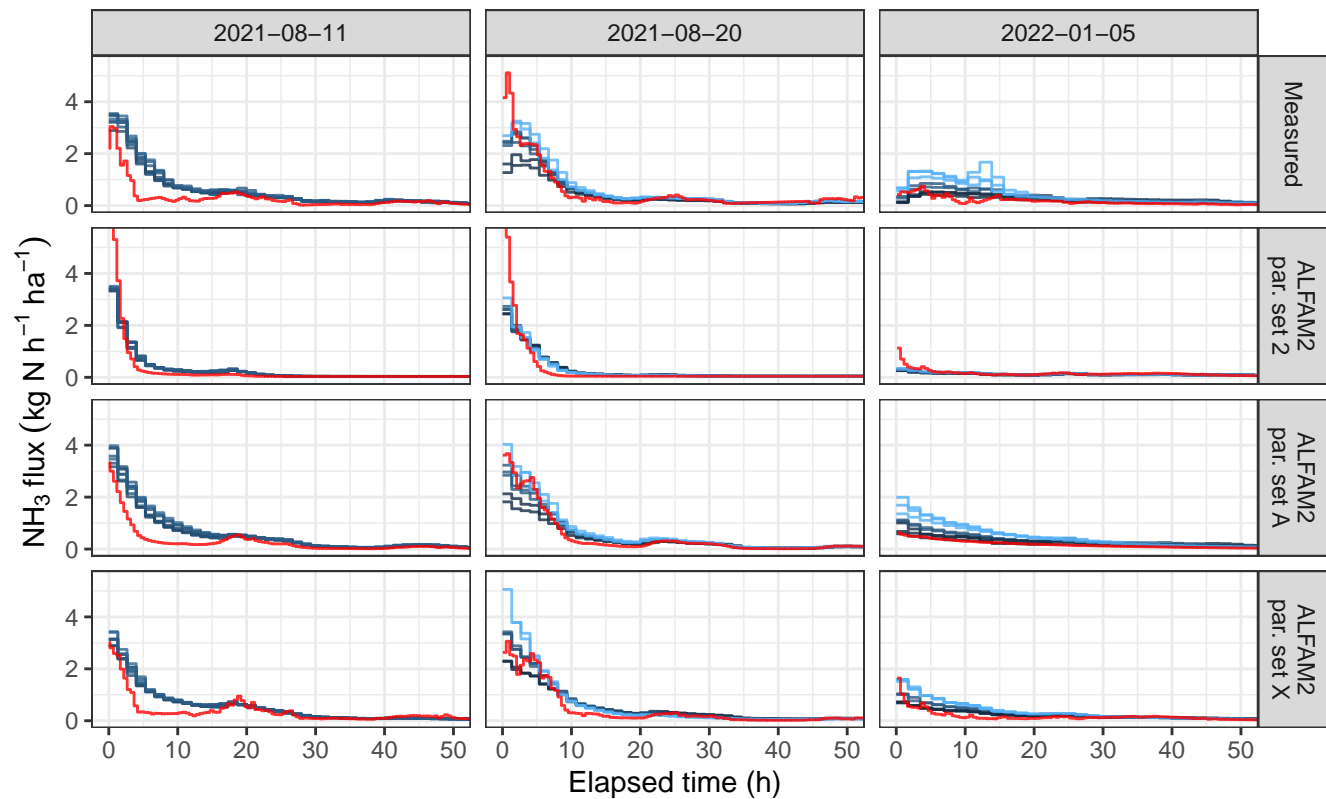 2021−08−11 2021−08−20 2022−01−05
Measured
ALFAM2
par. set 2
ALFAM2
par. set A
ALFAM2
par. set X
NH₃ flux (kg N h⁻¹ ha⁻¹)
4
2
0
4
2
0
4
2
0
4
2
0
0 10 20 30 40 50 0 10 20 30 40 50 0 10 20 30 40 50
Elapsed time (h)